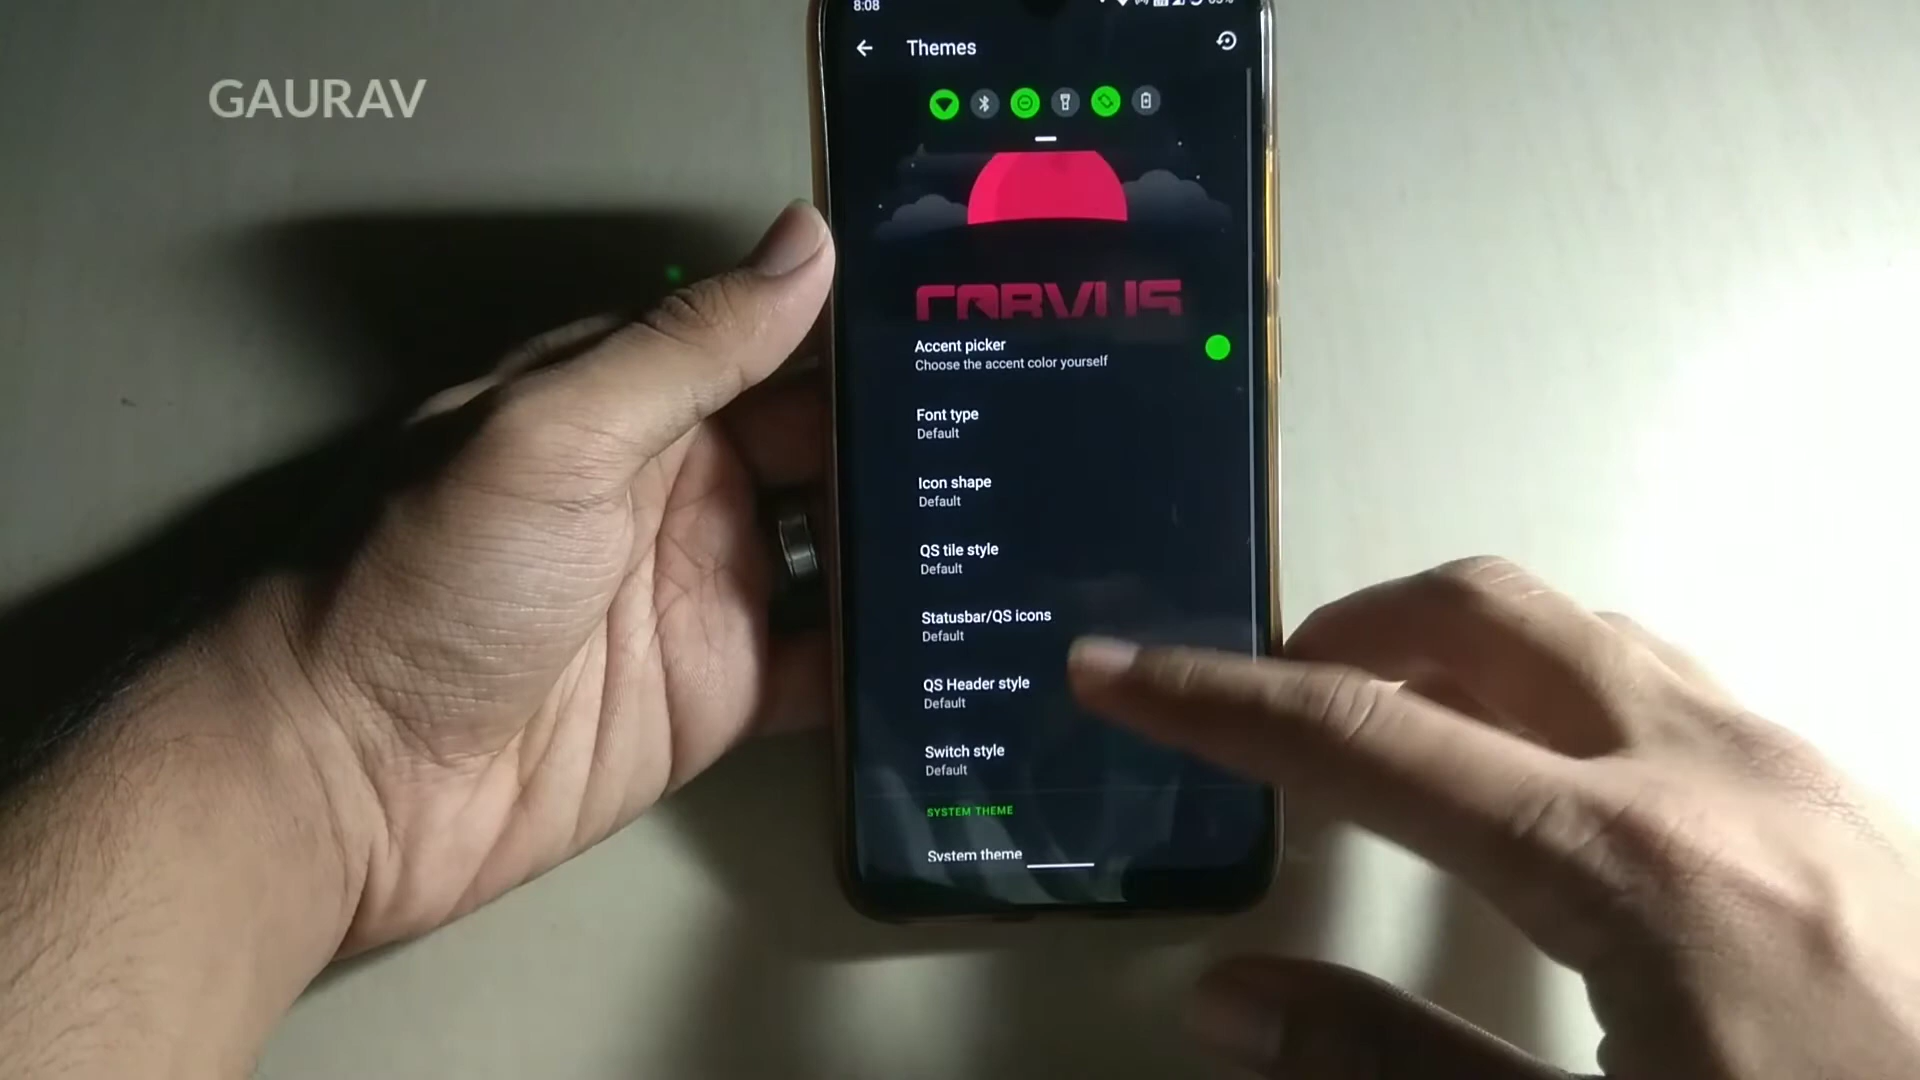 8:08
Themes
GAURAV
CORVUS
Accent picker
Choose the accent color yourself
Font type
Default
Icon shape
Default
QS tile style
Default
Statusbar/QS icons
Default
QS Header style
Default
Switch style
Default
SYSTEM THEME
System theme